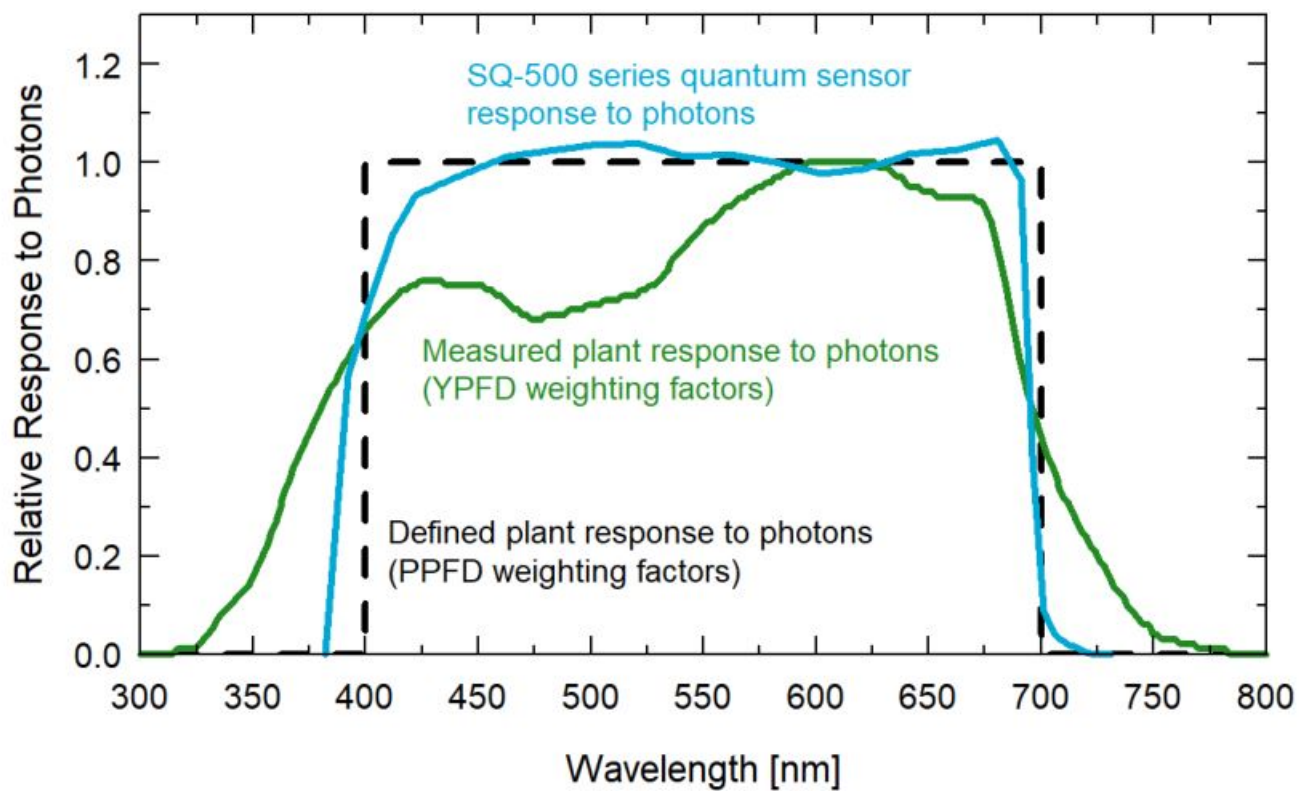 Relative Response to Photons
1.2
1.0
0.8
0.6
0.4
0.2
0.0
SQ-500 series quantum sensor
response to photons
Measured plant response to photons
(YPFD weighting factors)
Defined plant response to photons
(PPFD weighting factors)
300 350 400 450 500 550 600 650 700 750 800
Wavelength [nm]